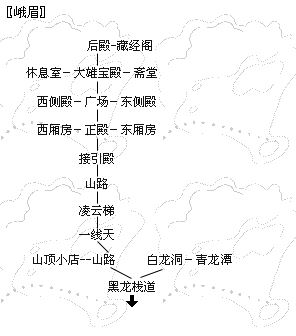 〖峨眉〗
后殿-藏经阁
休息室-大雄宝殿-斋堂
西侧殿-广场-东侧殿
西厢房-正殿-东厢房
接引殿
山路
凌云梯
一线天
山顶小店--山路 白龙洞-青龙潭
黑龙栈道